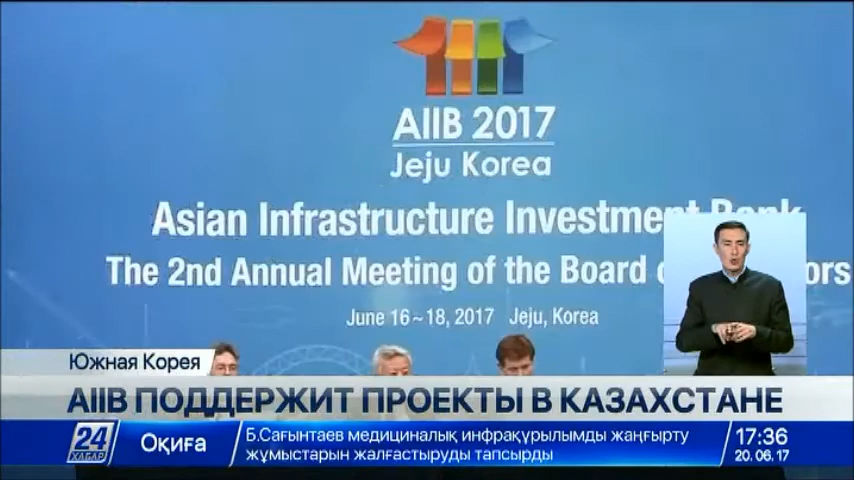 AIIB 2017
Jeju Korea
Asian Infrastructure Investment Bank
The 2nd Annual Meeting of the Board
June 16~18, 2017 Jeju, Korea
Южная Корея
AIIB ПОДДЕРЖИТ ПРОЕКТЫ В КАЗАХСТАНЕ
24
ХАБАР
Оқиға
Б.Сағынтаев медициналық инфрақұрылымды жаңғырту
жұмыстарын жалғастыруды тапсырды
17:36
20.06.17